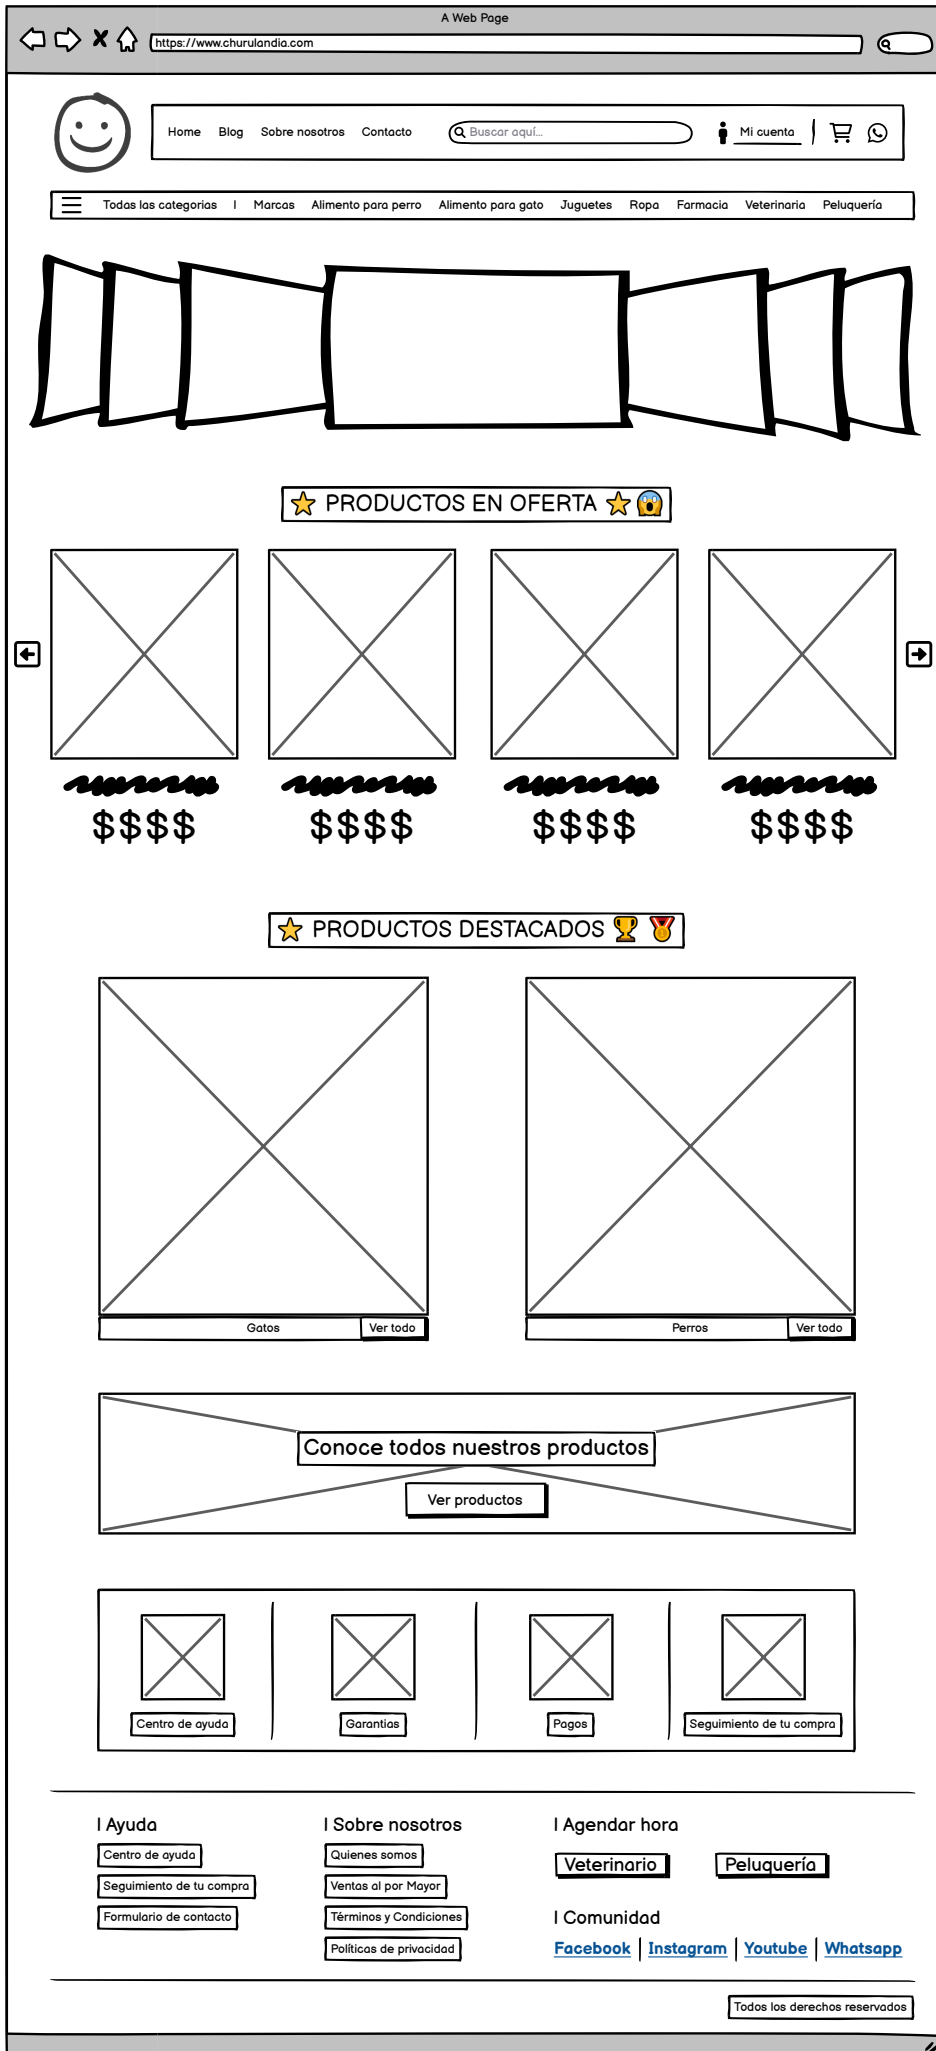 A Web Page
https://www.churulandia.com
Home Blog Sobre nosotros Contacto Buscar aquí... Mi cuenta
Todas las categorias | Marcas Alimento para perro Alimento para gato Juguetes Ropa Farmacia Veterinaria Peluquería
PRODUCTOS EN OFERTA
$$$$ $$$$ $$$$ $$$$
PRODUCTOS DESTACADOS
Gatos Ver todo Perros Ver todo
Conoce todos nuestros productos
Ver productos
Centro de ayuda Garantias Pagos Seguimiento de tu compra
| Ayuda
Centro de ayuda
Seguimiento de tu compra
Formulario de contacto
| Sobre nosotros
Quienes somos
Ventas al por Mayor
Términos y Condiciones
Políticas de privacidad
| Agendar hora
Veterinario Peluquería
| Comunidad
Facebook | Instagram | Youtube | Whatsapp
Todos los derechos reservados